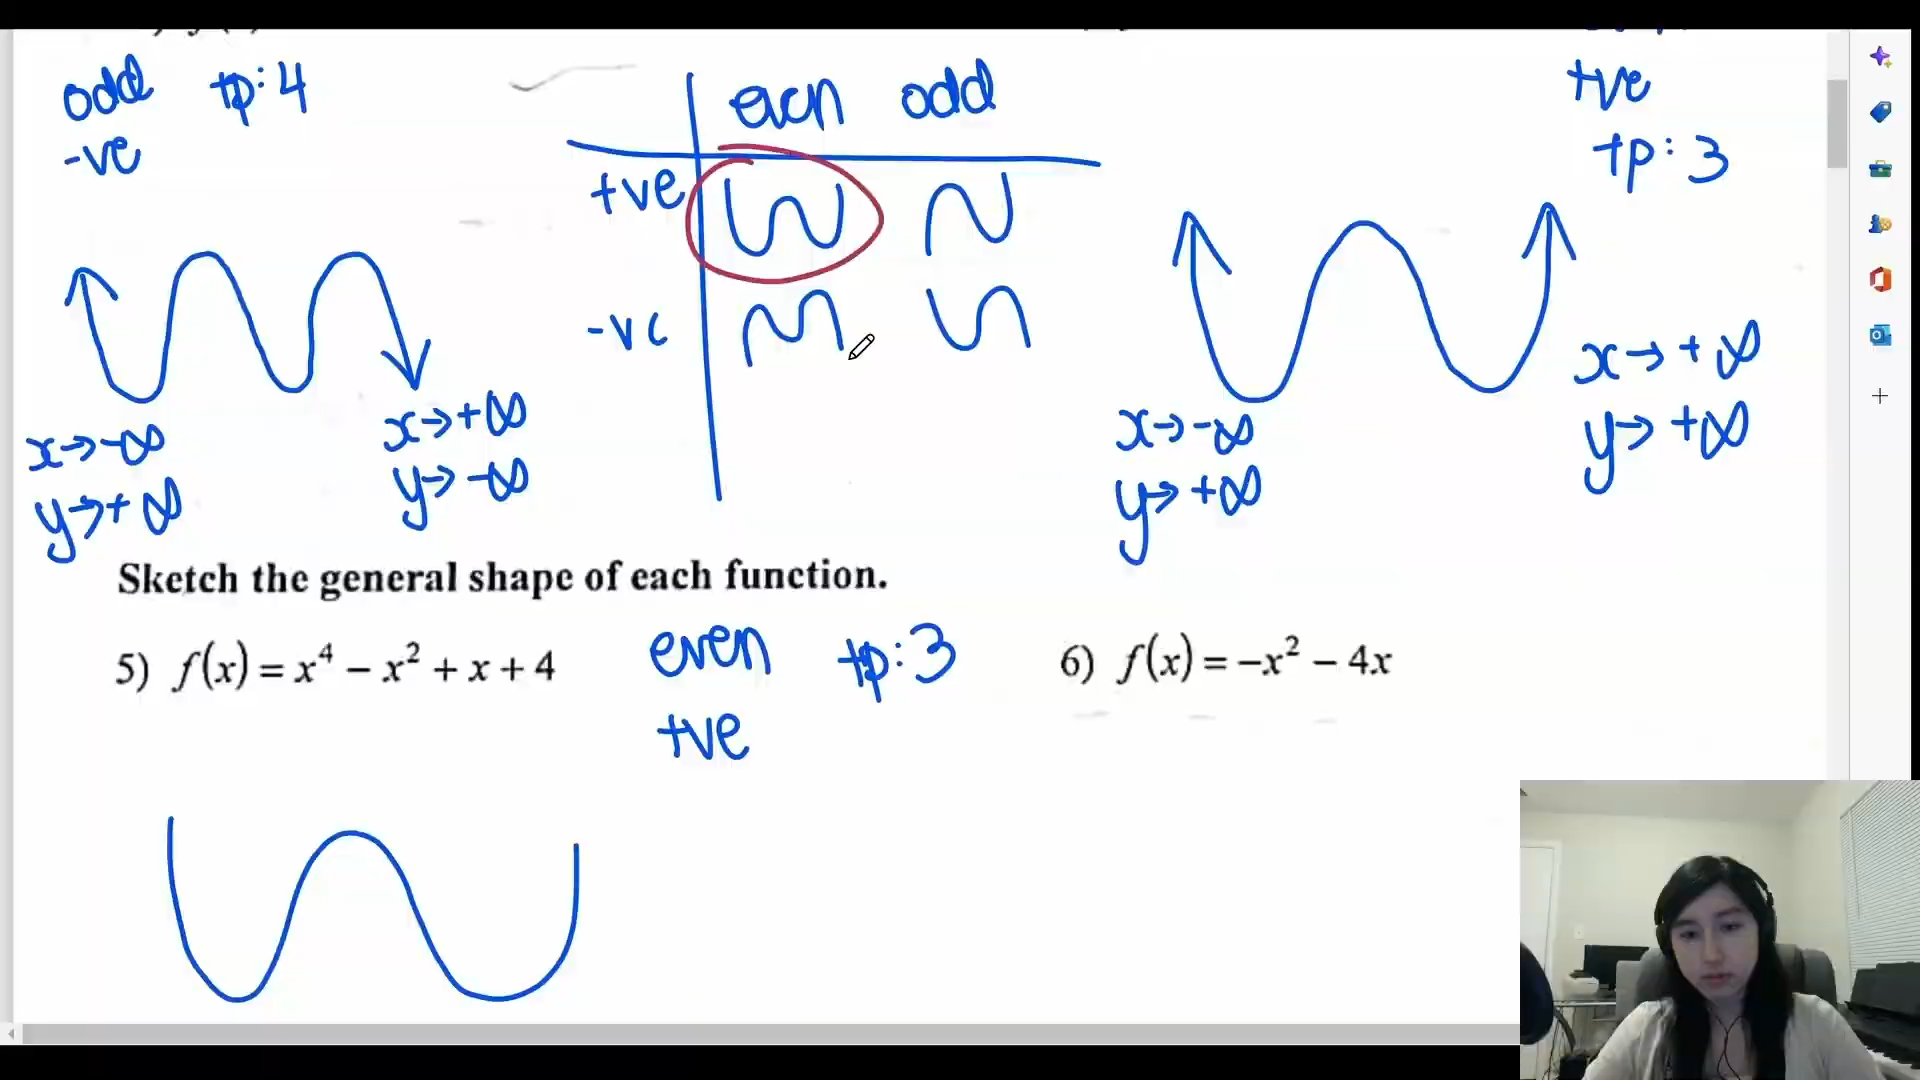 odd tp: 4
-ve
even odd
+ve
-ve
+ve
tp: 3
x→-∞
y→+∞
x→+∞
y→-∞
x→-∞
y→+∞
x→+∞
y→+∞
Sketch the general shape of each function.
5) f(x) = x⁴ − x² + x + 4
even tp: 3
+ve
6) f(x) = −x² − 4x